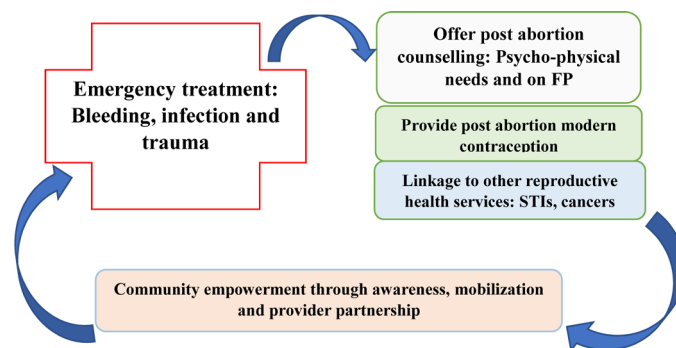 Emergency treatment:
Bleeding, infection and
trauma
Offer post abortion
counselling: Psycho-physical
needs and on FP
Provide post abortion modern
contraception
Linkage to other reproductive
health services: STIs, cancers
Community empowerment through awareness, mobilization
and provider partnership